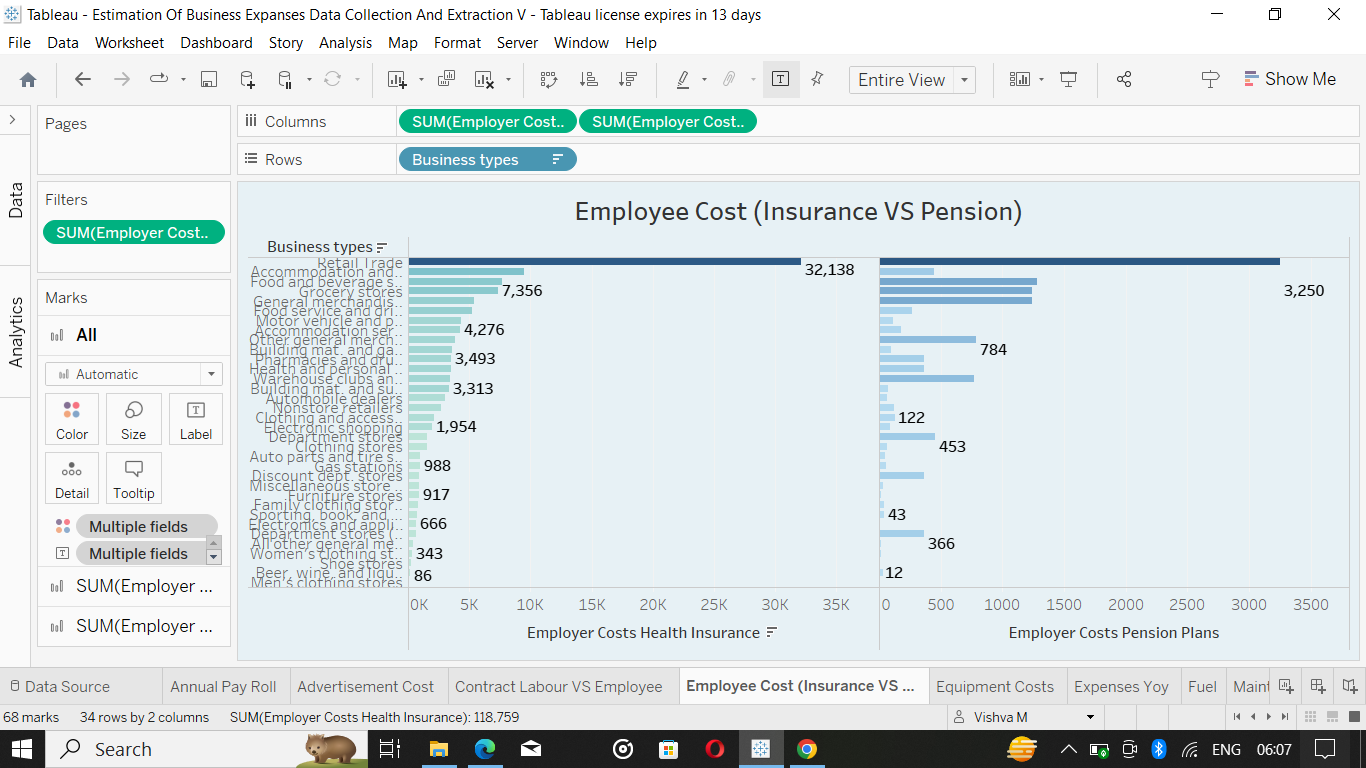 Tableau - Estimation Of Business Expanses Data Collection And Extraction V - Tableau license expires in 13 days
File Data Worksheet Dashboard Story Analysis Map Format Server Window Help
Entire View
Show Me
Pages
Columns
SUM(Employer Cost..
SUM(Employer Cost..
Rows
Business types
Data
Analytics
Filters
SUM(Employer Cost..
Marks
All
Automatic
Color Size Label
Detail Tooltip
Multiple fields
Multiple fields
SUM(Employer ...
SUM(Employer ...
Employee Cost (Insurance VS Pension)
Business types
Retail Trade
Accommodation and..
Food and beverage s..
Grocery stores
General merchandis..
Food service and dri..
Motor vehicle and p..
Accommodation ser..
Other general merch..
Building mat. and ga..
Pharmacies and dru..
Health and personal ..
Warehouse clubs an..
Building mat. and su..
Automobile dealers
Nonstore retailers
Clothing and access..
Electronic shopping
Department stores
Clothing stores
Auto parts and tire s..
Gas stations
Discount dept. stores
Miscellaneous store ..
Furniture stores
Family clothing stor..
Sporting, book, and ..
Electronics and appli..
Department stores (..
All other general me..
Women's clothing st..
Shoe stores
Beer, wine, and liqu..
Men's clothing stores
32,138
7,356
4,276
3,493
3,313
1,954
988
917
666
343
86
3,250
784
122
453
43
366
12
0K 5K 10K 15K 20K 25K 30K 35K
Employer Costs Health Insurance
0 500 1000 1500 2000 2500 3000 3500
Employer Costs Pension Plans
Data Source Annual Pay Roll Advertisement Cost Contract Labour VS Employee Employee Cost (Insurance VS ... Equipment Costs Expenses Yoy Fuel Maint
68 marks 34 rows by 2 columns SUM(Employer Costs Health Insurance): 118,759
Vishva M
Search
ENG 06:07